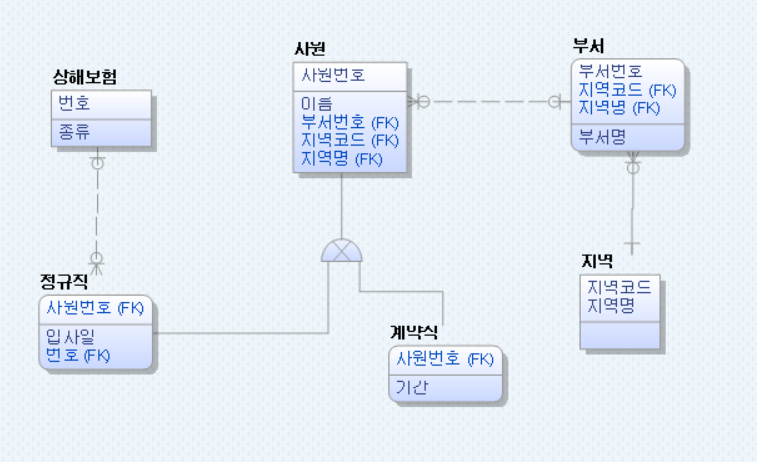 상해보험
번호
종류
사원
사원번호
이름
부서번호 (FK)
지역코드 (FK)
지역명 (FK)
부서
부서번호
지역코드 (FK)
지역명 (FK)
부서명
정규직
사원번호 (FK)
입사일
번호 (FK)
계약직
사원번호 (FK)
기간
지역
지역코드
지역명